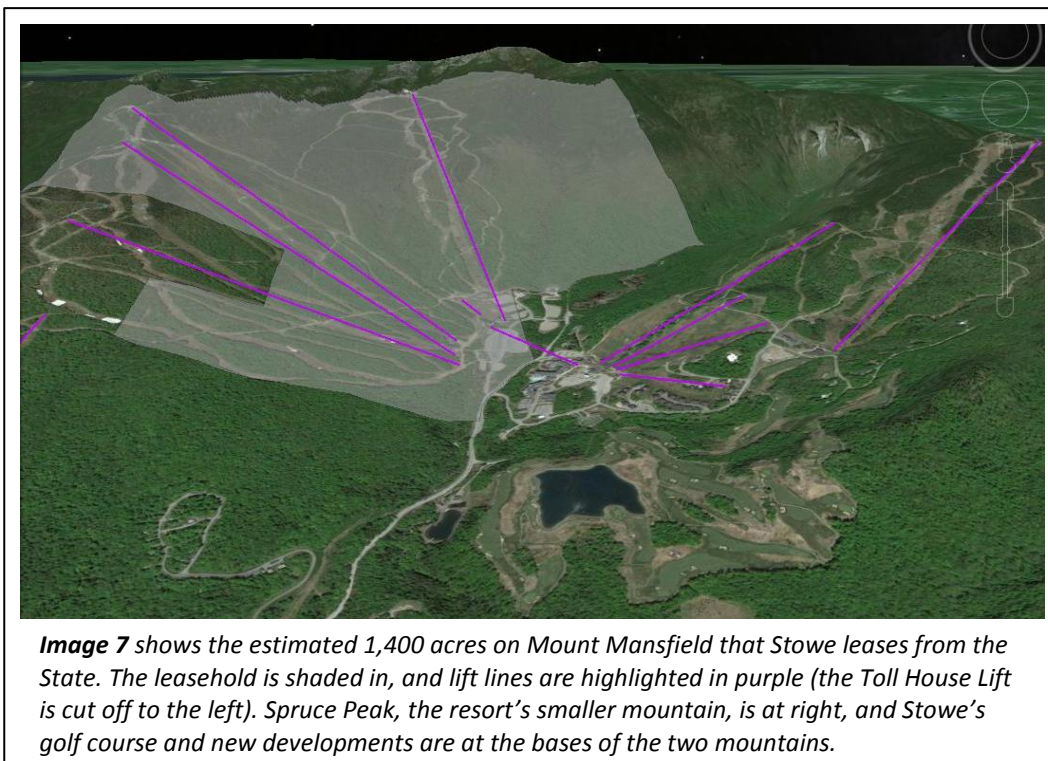 Image 7 shows the estimated 1,400 acres on Mount Mansfield that Stowe leases from the
State. The leasehold is shaded in, and lift lines are highlighted in purple (the Toll House Lift
is cut off to the left). Spruce Peak, the resort’s smaller mountain, is at right, and Stowe’s
golf course and new developments are at the bases of the two mountains.